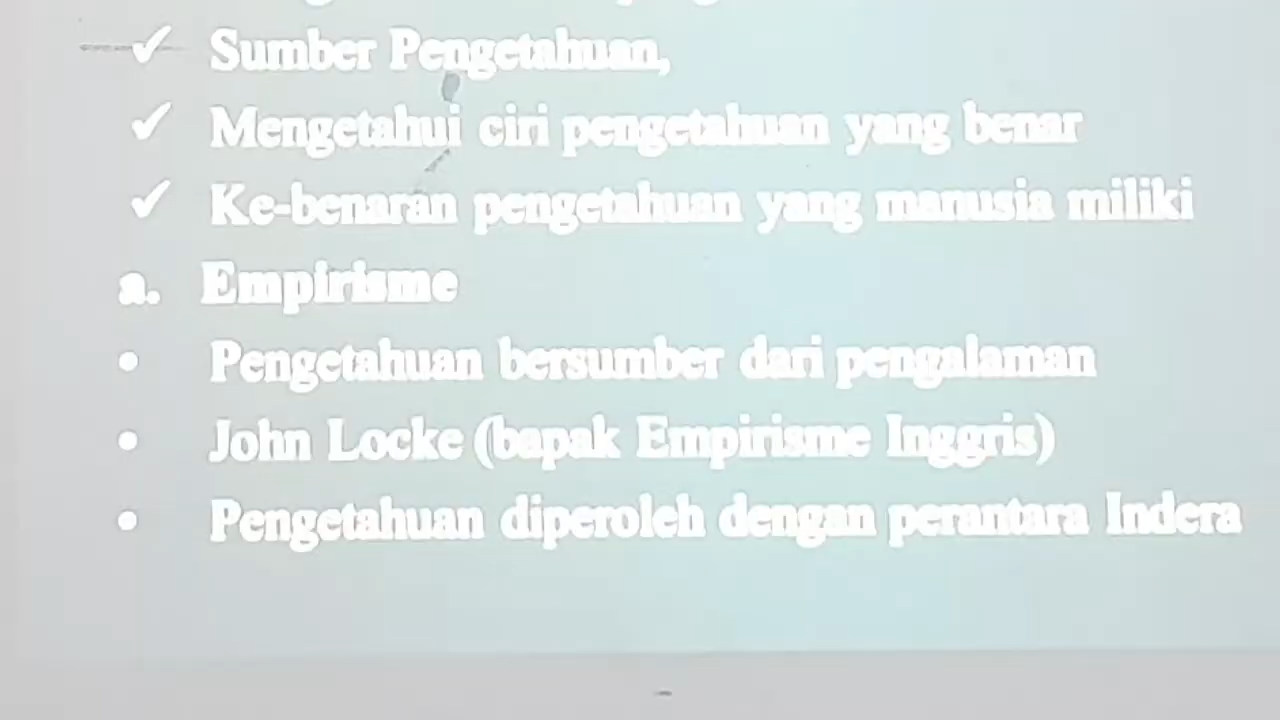 ✓ Sumber Pengetahuan,
✓ Mengetahui ciri pengetahuan yang benar
✓ Ke-benaran pengetahuan yang manusia miliki
a. Empirisme
• Pengetahuan bersumber dari pengalaman
• John Locke (bapak Empirisme Inggris)
• Pengetahuan diperoleh dengan perantara Indera